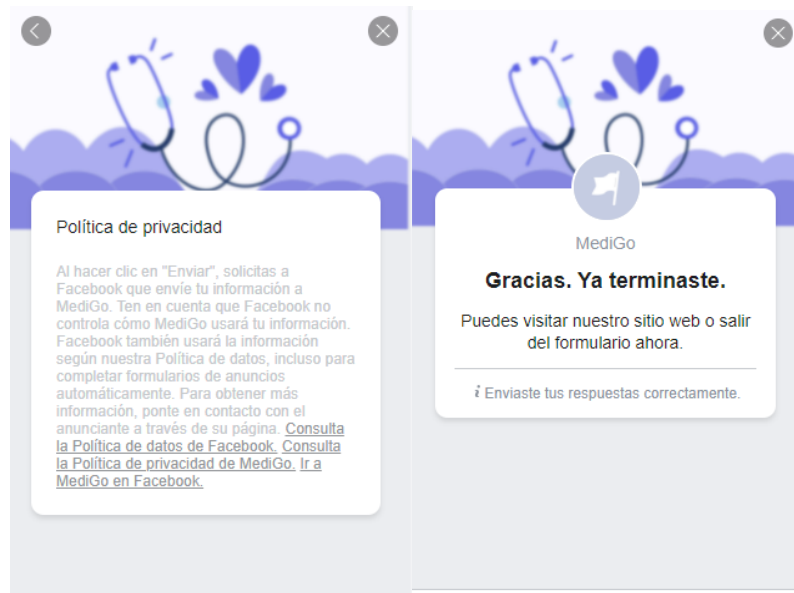 Política de privacidad
Al hacer clic en "Enviar", solicitas a
Facebook que envíe tu información a
MediGo. Ten en cuenta que Facebook no
controla cómo MediGo usará tu información.
Facebook también usará la información
según nuestra Política de datos, incluso para
completar formularios de anuncios
automáticamente. Para obtener más
información, ponte en contacto con el
anunciante a través de su página. Consulta
la Política de datos de Facebook. Consulta
la Política de privacidad de MediGo. Ir a
MediGo en Facebook.
MediGo
Gracias. Ya terminaste.
Puedes visitar nuestro sitio web o salir
del formulario ahora.
i Enviaste tus respuestas correctamente.